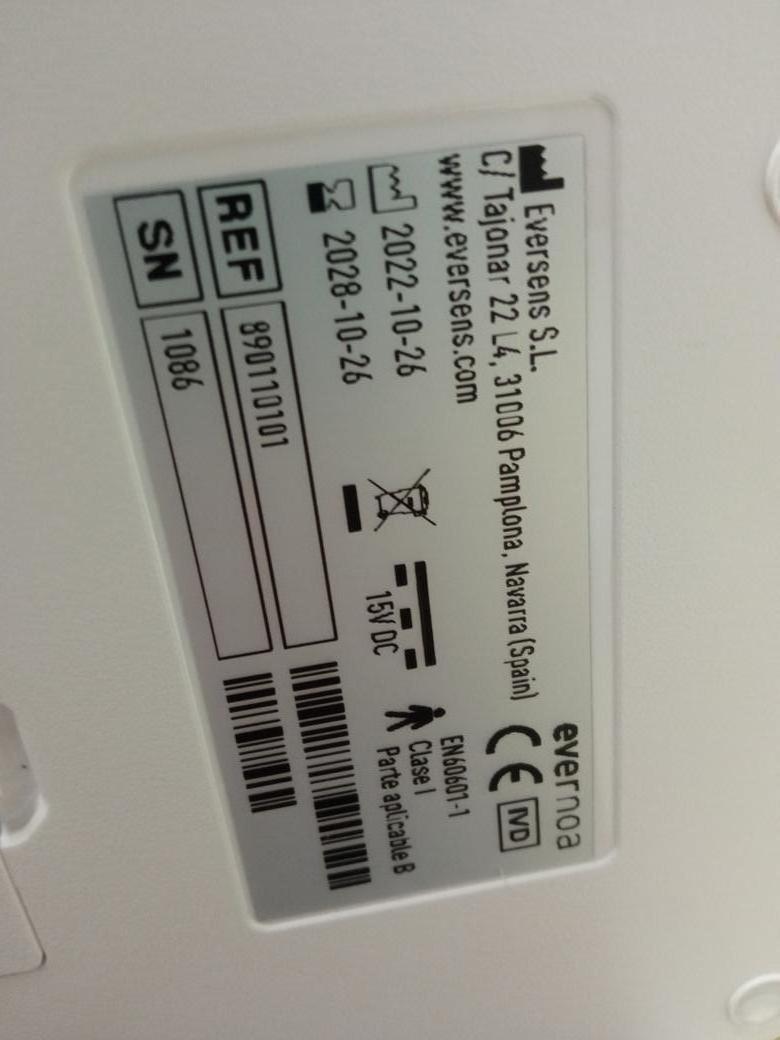 Eversens S.L.
C/ Tajonar 22 L4, 31006 Pamplona, Navarra (Spain)
www.eversens.com
evernoa
CE IVD
2022-10-26
2028-10-26
15V DC
EN60601-1
Clase I
Parte aplicable B
REF 890110101
SN 1086